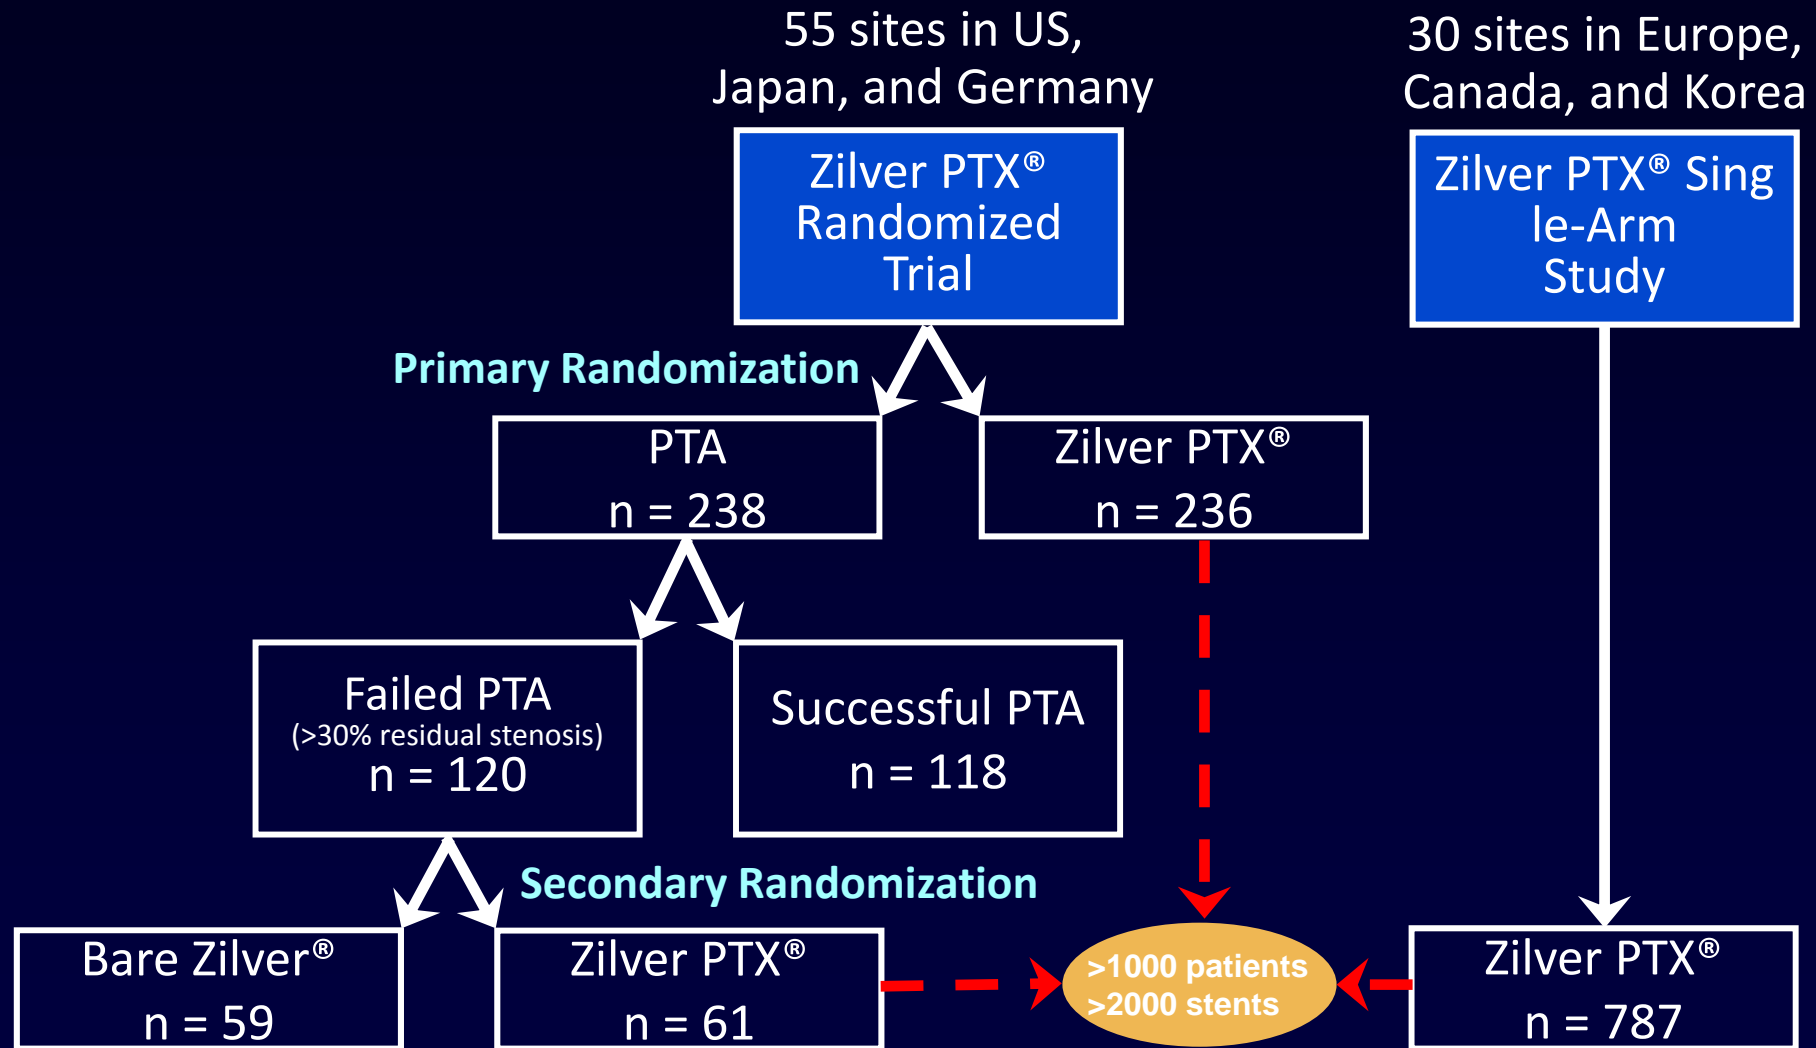 55 sites in US,
Japan, and Germany
30 sites in Europe,
Canada, and Korea
Zilver PTX®
Randomized
Trial
Zilver PTX® Sing
le-Arm
Study
Primary Randomization
PTA
n = 238
Zilver PTX®
n = 236
Failed PTA
(>30% residual stenosis)
n = 120
Successful PTA
n = 118
Secondary Randomization
Bare Zilver®
n = 59
Zilver PTX®
n = 61
>1000 patients
>2000 stents
Zilver PTX®
n = 787